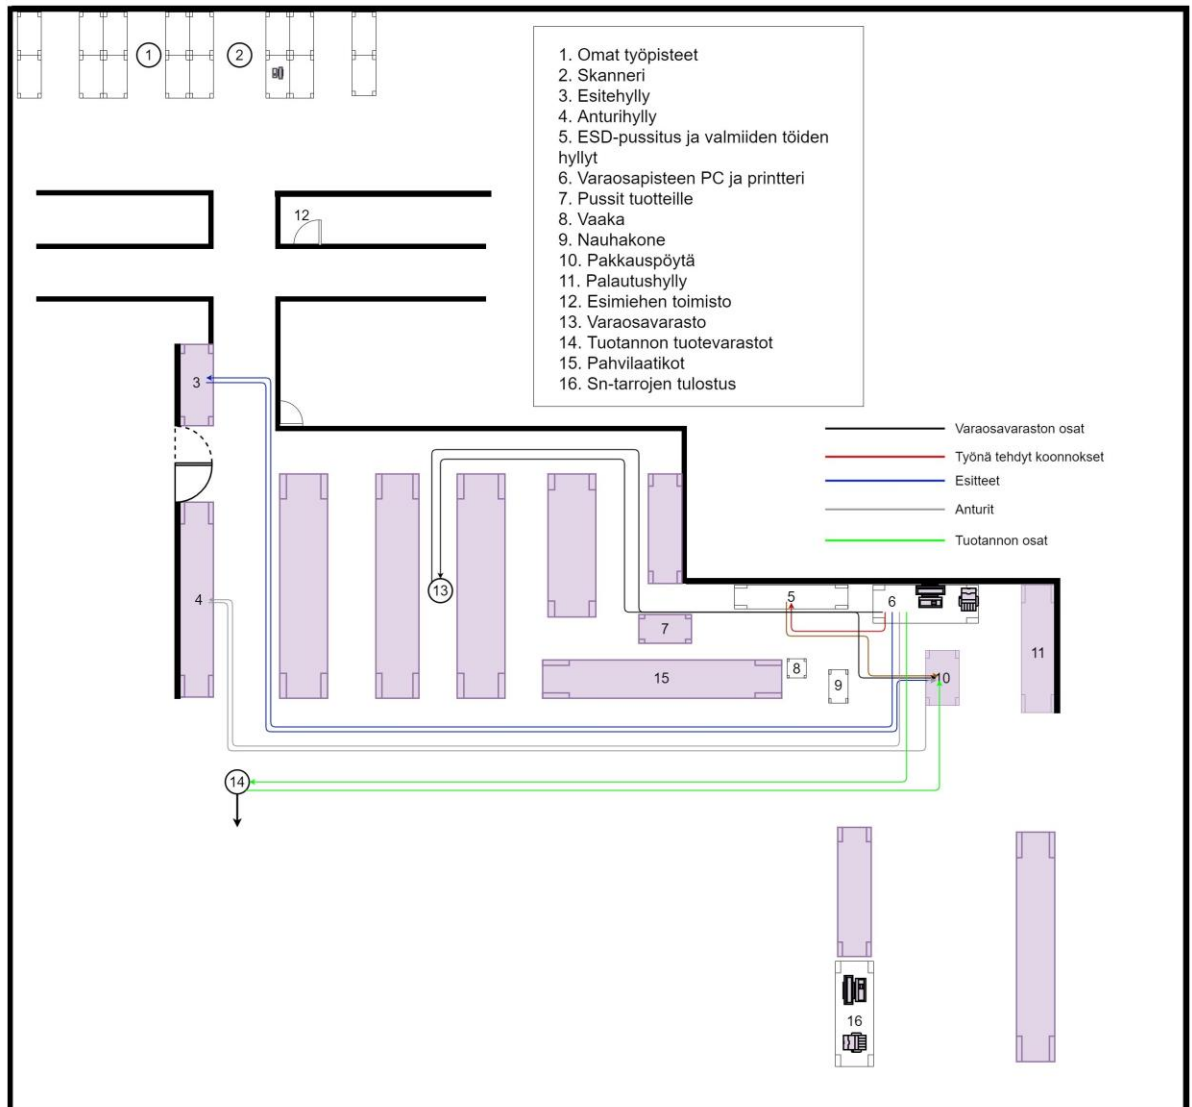 1
2
1. Omat työpisteet
2. Skanneri
3. Esitehylly
4. Anturihylly
5. ESD-pussitus ja valmiiden töiden
hyllyt
6. Varaosapisteen PC ja printteri
7. Pussit tuotteille
8. Vaaka
9. Nauhakone
10. Pakkauspöytä
11. Palautushylly
12. Esimiehen toimisto
13. Varaosavarasto
14. Tuotannon tuotevarastot
15. Pahvilaatikot
16. Sn-tarrojen tulostus
12
3
Varaosavaraston osat
Työnä tehdyt koonnokset
Esitteet
Anturit
Tuotannon osat
13
4
5
6
7
8
9
10
11
15
14
16